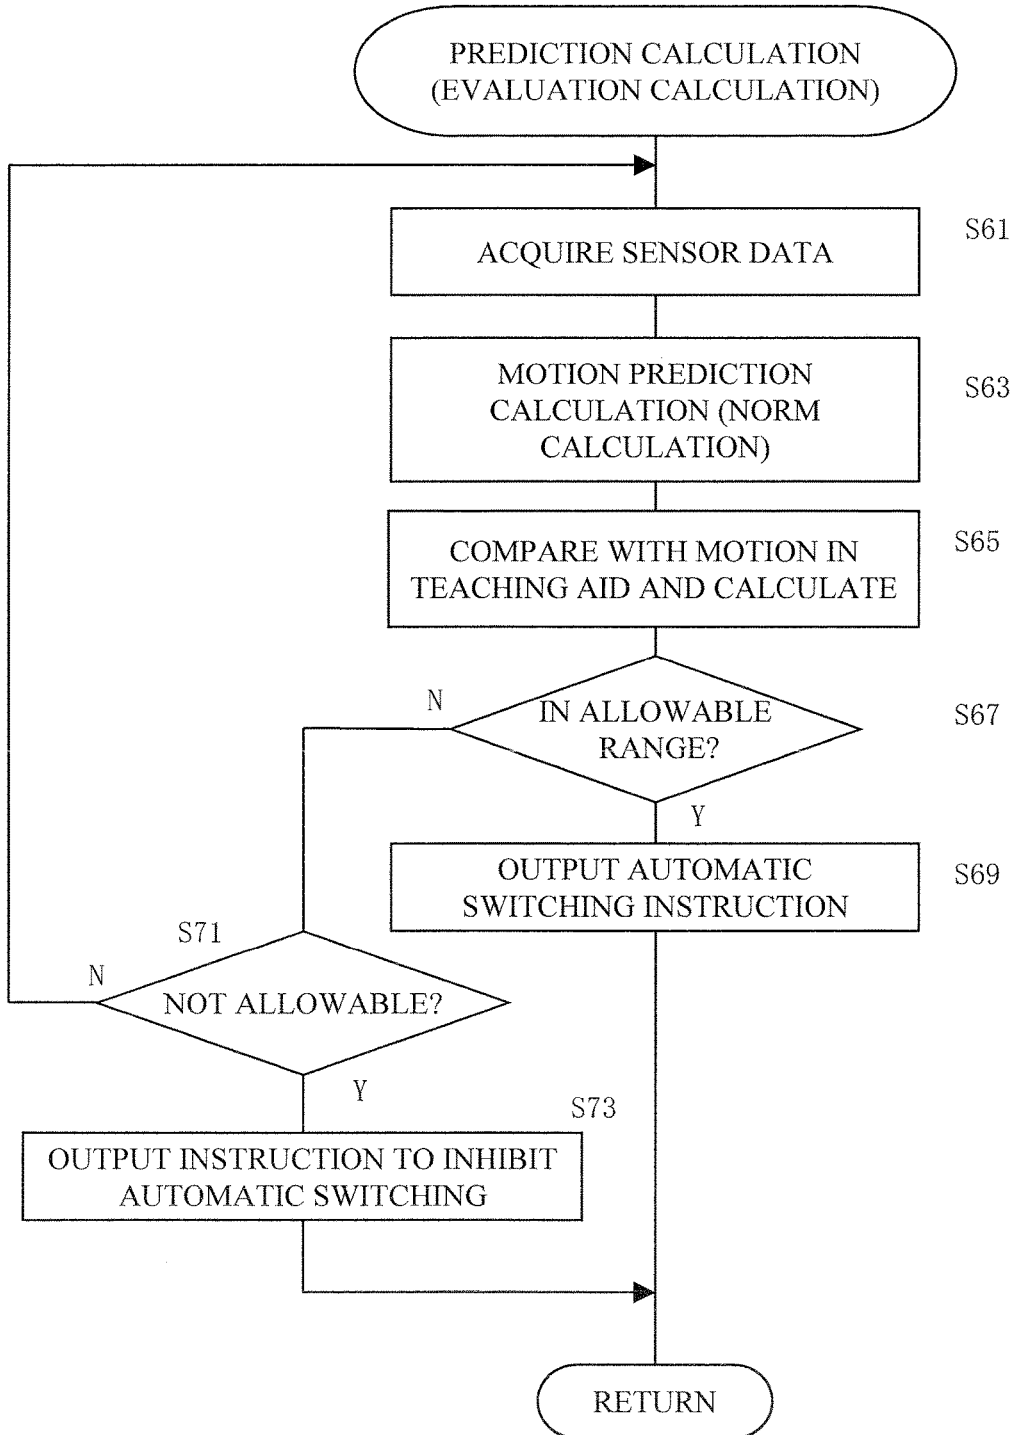 PREDICTION CALCULATION
(EVALUATION CALCULATION)
ACQUIRE SENSOR DATA
S61
MOTION PREDICTION
CALCULATION (NORM
CALCULATION)
S63
COMPARE WITH MOTION IN
TEACHING AID AND CALCULATE
S65
N
IN ALLOWABLE
RANGE?
S67
Y
OUTPUT AUTOMATIC
SWITCHING INSTRUCTION
S69
S71
N
NOT ALLOWABLE?
Y
S73
OUTPUT INSTRUCTION TO INHIBIT
AUTOMATIC SWITCHING
RETURN